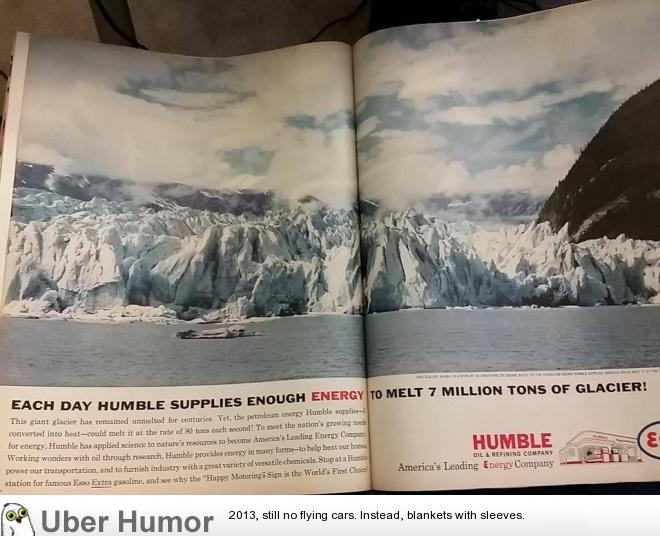 EACH DAY HUMBLE SUPPLIES ENOUGH ENERGY TO MELT 7 MILLION TONS OF GLACIER!
This giant glacier has remained unmelted for centuries. Yet, the petroleum energy Humble supplies—if
converted into heat—could melt it at the rate of 80 tons each second! To meet the nation's growing needs
for energy, Humble has applied science to nature's resources to become America's Leading Energy Company.
Working wonders with oil through research, Humble provides energy in many forms—to help heat our homes,
power our transportation, and to furnish industry with a great variety of versatile chemicals. Stop at a Humble
station for famous Esso Extra gasoline, and see why the "Happy Motoring" Sign is the World's First Choice!
HUMBLE
OIL & REFINING COMPANY
America's Leading Energy Company
Uber Humor
2013, still no flying cars. Instead, blankets with sleeves.